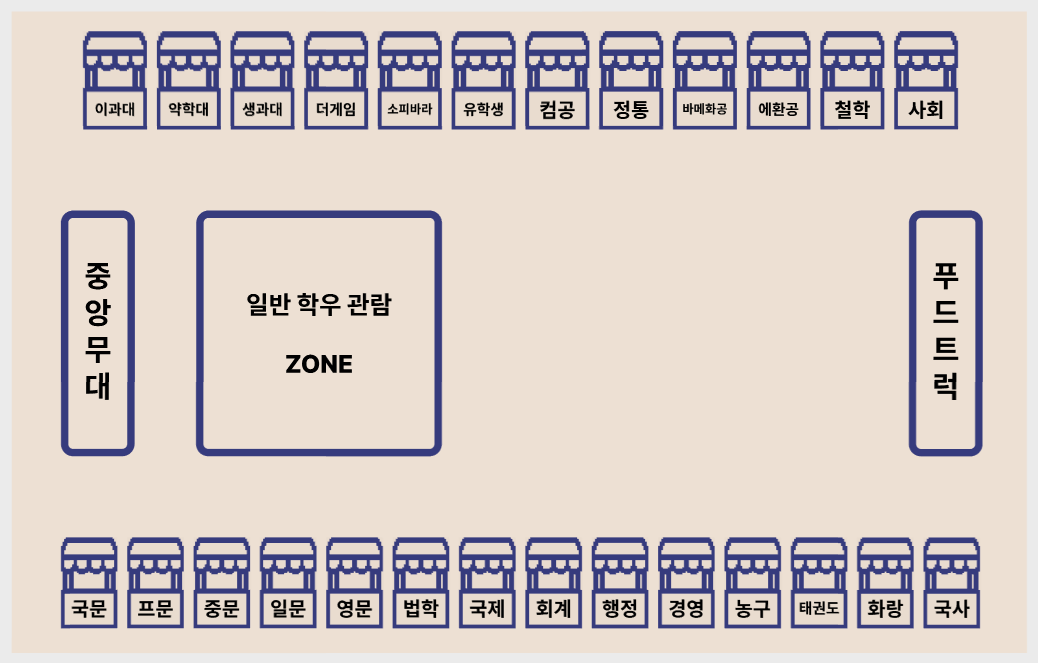 이과대 약학대 생과대 더게임 소피바라 유학생 컴공 정통 바메화공 에환공 철학 사회
중앙무대
일반 학우 관람
ZONE
푸드트럭
국문 프문 중문 일문 영문 법학 국제 회계 행정 경영 농구 태권도 화랑 국사